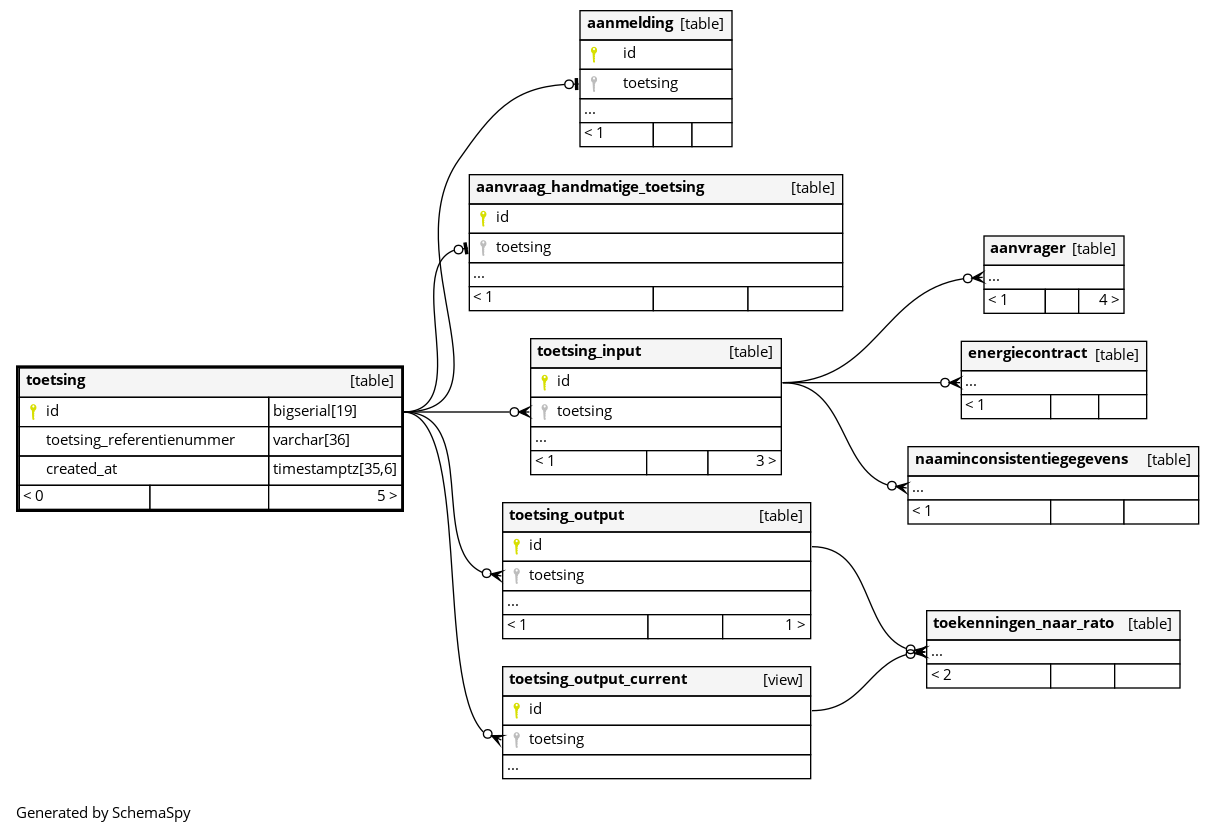 aanmelding [table]
id
toetsing
...
< 1
aanvraag_handmatige_toetsing [table]
id
toetsing
...
< 1
aanvrager [table]
...
< 1 4 >
toetsing_input [table]
id
toetsing
...
< 1 3 >
energiecontract [table]
...
< 1
toetsing [table]
id bigserial[19]
toetsing_referentienummer varchar[36]
created_at timestamptz[35,6]
< 0 5 >
naaminconsistentiegegevens [table]
...
< 1
toetsing_output [table]
id
toetsing
...
< 1 1 >
toekenningen_naar_rato [table]
...
< 2
toetsing_output_current [view]
id
toetsing
...
Generated by SchemaSpy